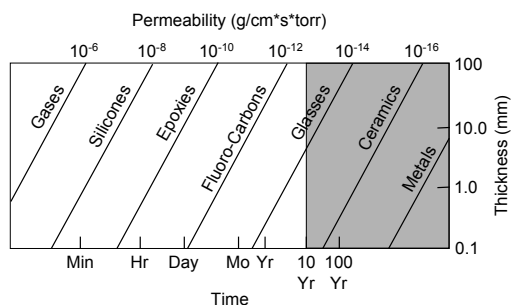 Permeability (g/cm*s*torr)
10-6 10-8 10-10 10-12 10-14 10-16
Gases
Silicones
Epoxies
Fluoro-Carbons
Glasses
Ceramics
Metals
100
10.0
1.0
0.1
Thickness (mm)
Min Hr Day Mo Yr 10 100
Yr Yr
Time